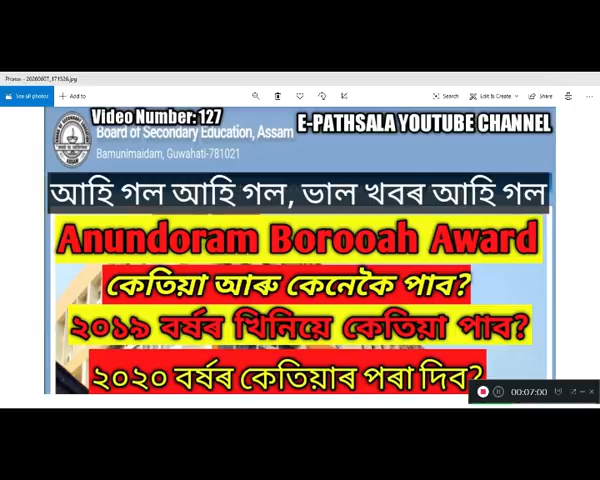 Photos - 20200607_071528.jpg
See all photos
Add to
Search
Edit & Create
Share
Video Number: 127
E-PATHSALA YOUTUBE CHANNEL
Board of Secondary Education, Assam
Bamunimaidam, Guwahati-781021
আহি গল আহি গল, ভাল খবৰ আহি গল
Anundoram Borooah Award
কেতিয়া আৰু কেনেকৈ পাব?
২০১৯ বৰ্ষৰ খিনিয়ে কেতিয়া পাব?
২০২০ বৰ্ষৰ কেতিয়াৰ পৰা দিব?
00:07:00